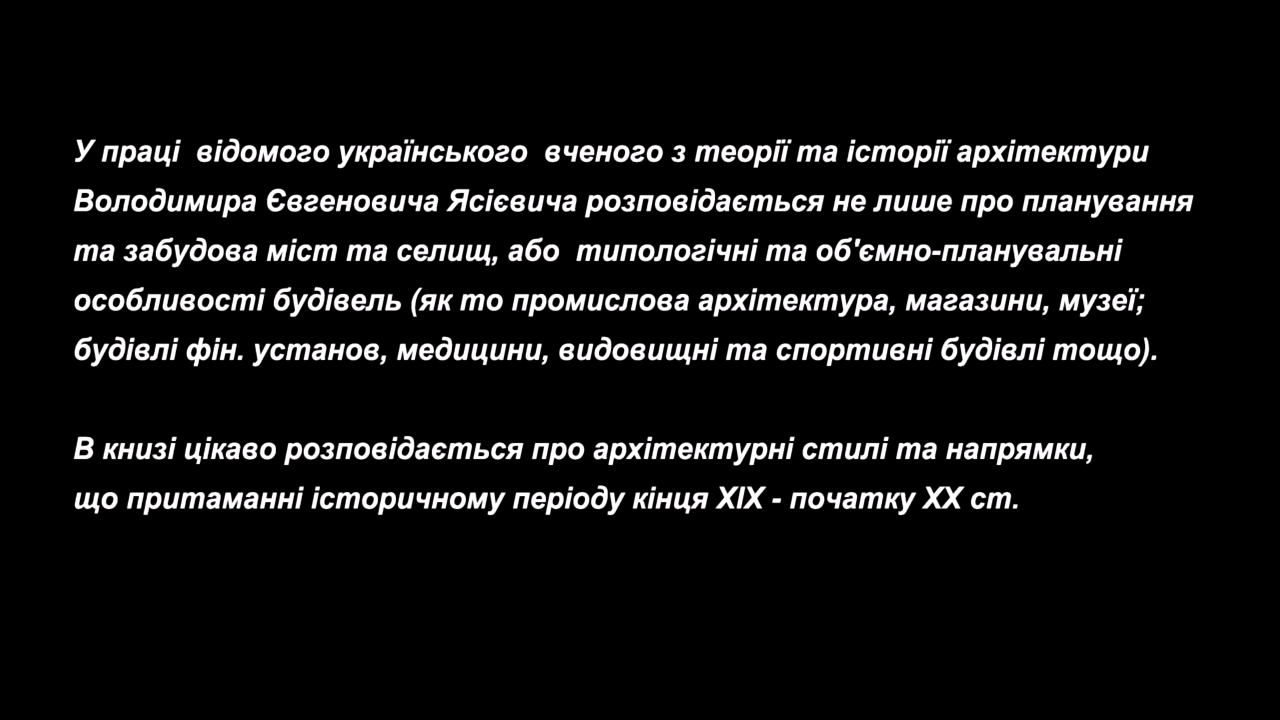 У праці відомого українського вченого з теорії та історії архітектури
Володимира Євгеновича Ясієвича розповідається не лише про планування
та забудова міст та селищ, або типологічні та об'ємно-планувальні
особливості будівель (як то промислова архітектура, магазини, музеї;
будівлі фін. установ, медицини, видовищні та спортивні будівлі тощо).
В книзі цікаво розповідається про архітектурні стилі та напрямки,
що притаманні історичному періоду кінця XIX - початку XX ст.